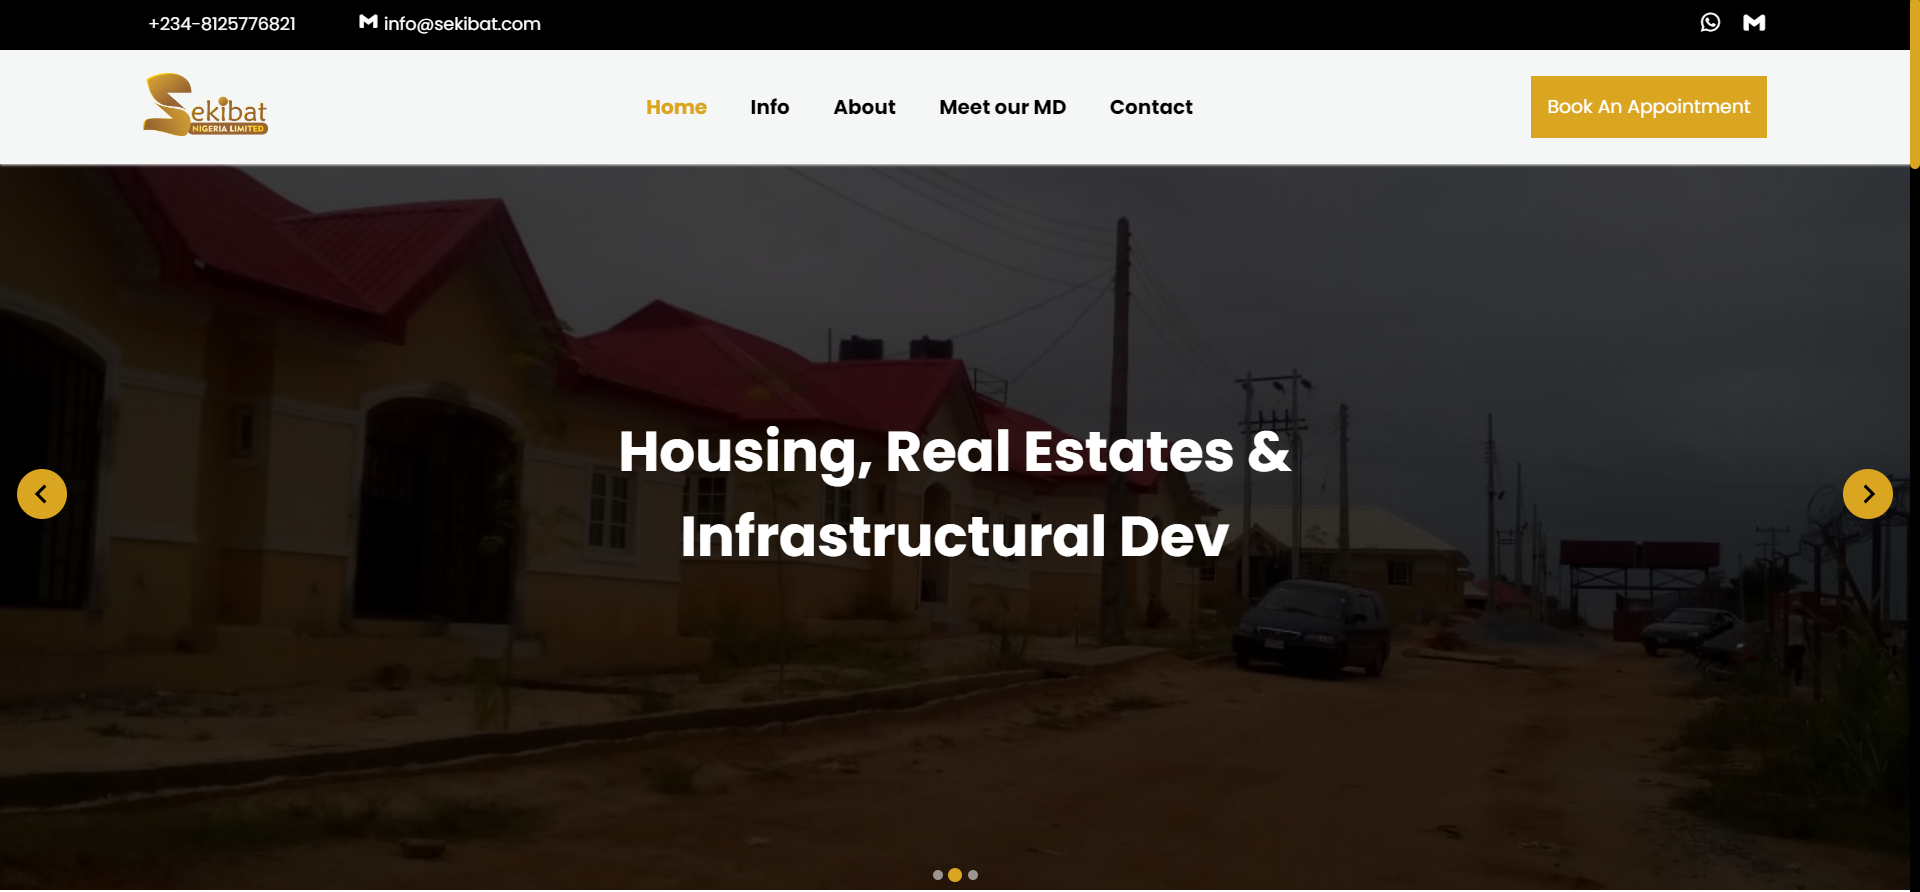 +234-8125776821
info@sekibat.com
Sekibat
NIGERIA LIMITED
Home
Info
About
Meet our MD
Contact
Book An Appointment
Housing, Real Estates &
Infrastructural Dev